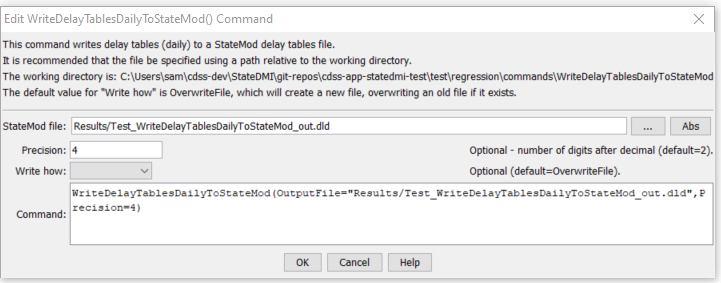 Edit WriteDelayTablesDailyToStateMod() Command
This command writes delay tables (daily) to a StateMod delay tables file.
It is recommended that the file be specified using a path relative to the working directory.
The working directory is: C:\Users\sam\cdss-dev\StateDMI\git-repos\cdss-app-statedmi-test\test\regression\commands\WriteDelayTablesDailyToStateMod
The default value for "Write how" is OverwriteFile, which will create a new file, overwriting an old file if it exists.
StateMod file: Results/Test_WriteDelayTablesDailyToStateMod_out.dld ... Abs
Precision: 4 Optional - number of digits after decimal (default=2).
Write how: Optional (default=OverwriteFile).
WriteDelayTablesDailyToStateMod(OutputFile="Results/Test_WriteDelayTablesDailyToStateMod_out.dld",P
recision=4)
Command:
OK Cancel Help